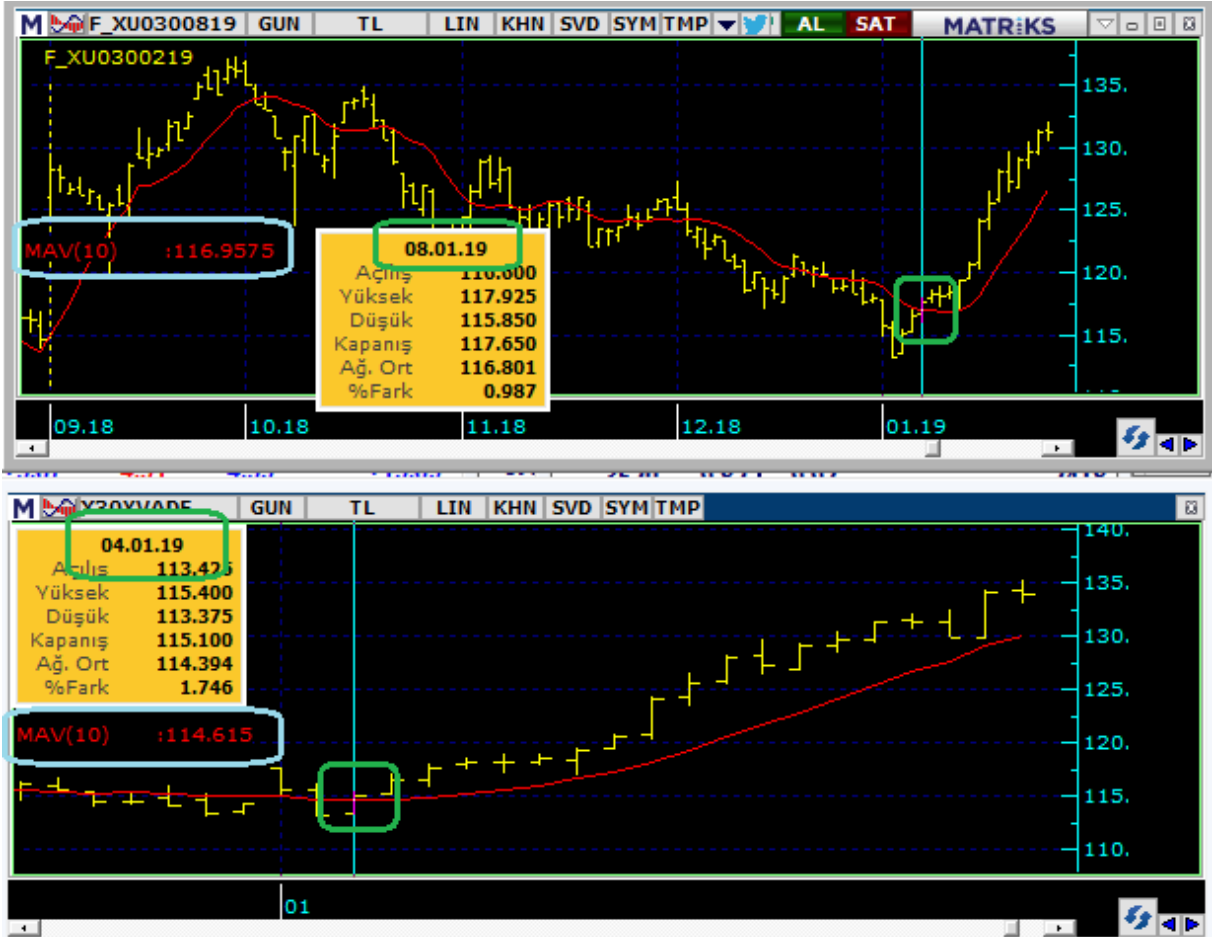 M F_XU0300819 GUN TL LIN KHN SVD SYM TMP AL SAT MATRİKS
F_XU0300219
135.
130.
125.
120.
115.
MAV(10) :116.9575
08.01.19
Açılış 116.600
Yüksek 117.925
Düşük 115.850
Kapanış 117.650
Ağ. Ort 116.801
%Fark 0.987
09.18 10.18 11.18 12.18 01.19
M X30XVADE GUN TL LIN KHN SVD SYM TMP
04.01.19
Açılış 113.425
Yüksek 115.400
Düşük 113.375
Kapanış 115.100
Ağ. Ort 114.394
%Fark 1.746
MAV(10) :114.615
140.
135.
130.
125.
120.
115.
110.
01